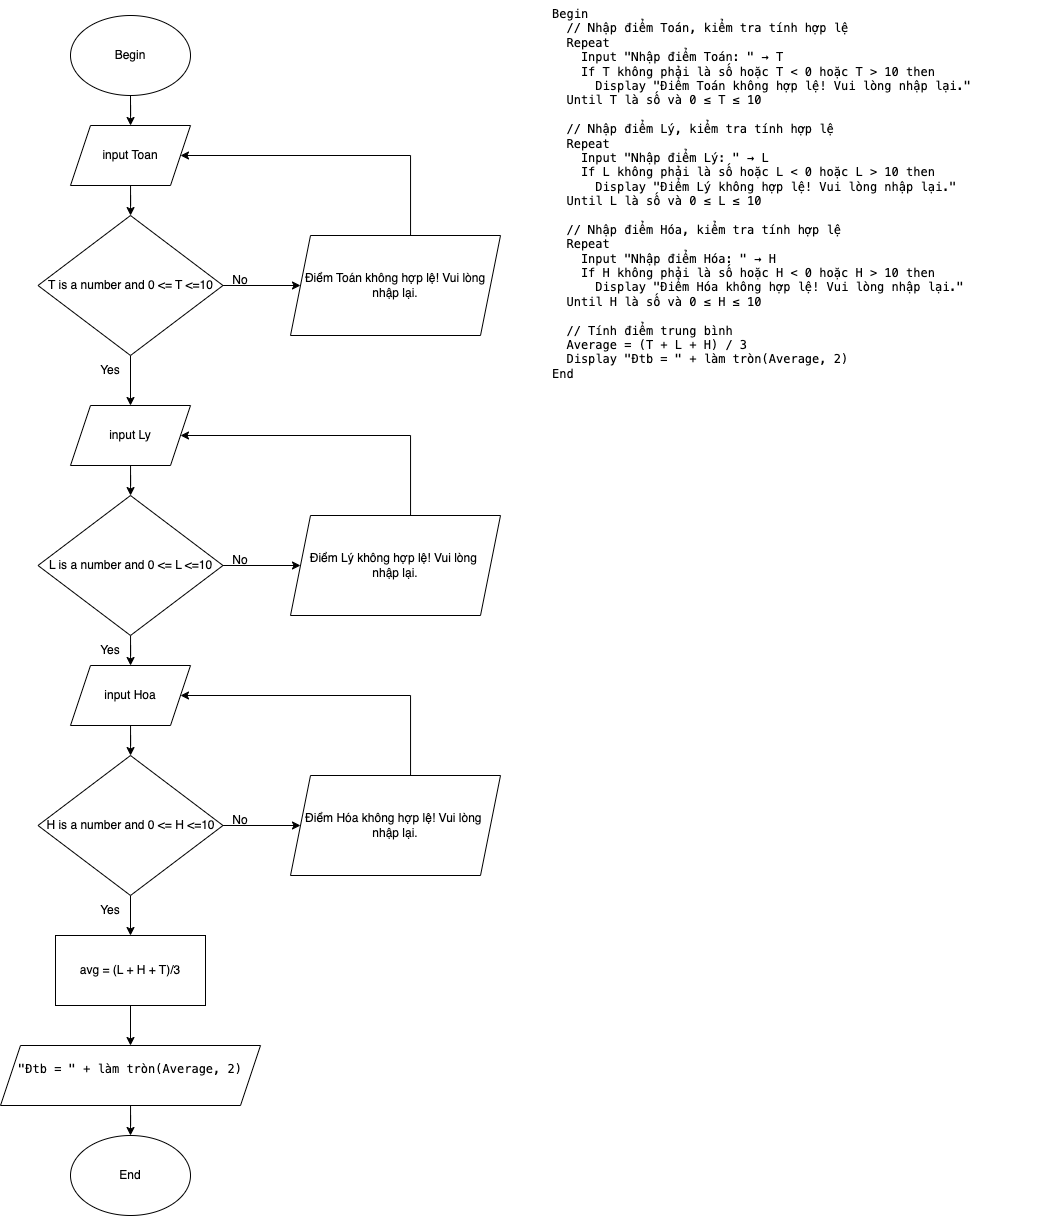 Begin
input Toan
T is a number and 0 <= T <=10
No
Điểm Toán không hợp lệ! Vui lòng
nhập lại.
Yes
input Ly
L is a number and 0 <= L <=10
No
Điểm Lý không hợp lệ! Vui lòng
nhập lại.
Yes
input Hoa
H is a number and 0 <= H <=10
No
Điểm Hóa không hợp lệ! Vui lòng
nhập lại.
Yes
avg = (L + H + T)/3
"Đtb = " + làm tròn(Average, 2)
End
Begin
// Nhập điểm Toán, kiểm tra tính hợp lệ
Repeat
Input "Nhập điểm Toán: " → T
If T không phải là số hoặc T < 0 hoặc T > 10 then
Display "Điểm Toán không hợp lệ! Vui lòng nhập lại."
Until T là số và 0 ≤ T ≤ 10
// Nhập điểm Lý, kiểm tra tính hợp lệ
Repeat
Input "Nhập điểm Lý: " → L
If L không phải là số hoặc L < 0 hoặc L > 10 then
Display "Điểm Lý không hợp lệ! Vui lòng nhập lại."
Until L là số và 0 ≤ L ≤ 10
// Nhập điểm Hóa, kiểm tra tính hợp lệ
Repeat
Input "Nhập điểm Hóa: " → H
If H không phải là số hoặc H < 0 hoặc H > 10 then
Display "Điểm Hóa không hợp lệ! Vui lòng nhập lại."
Until H là số và 0 ≤ H ≤ 10
// Tính điểm trung bình
Average = (T + L + H) / 3
Display "Đtb = " + làm tròn(Average, 2)
End